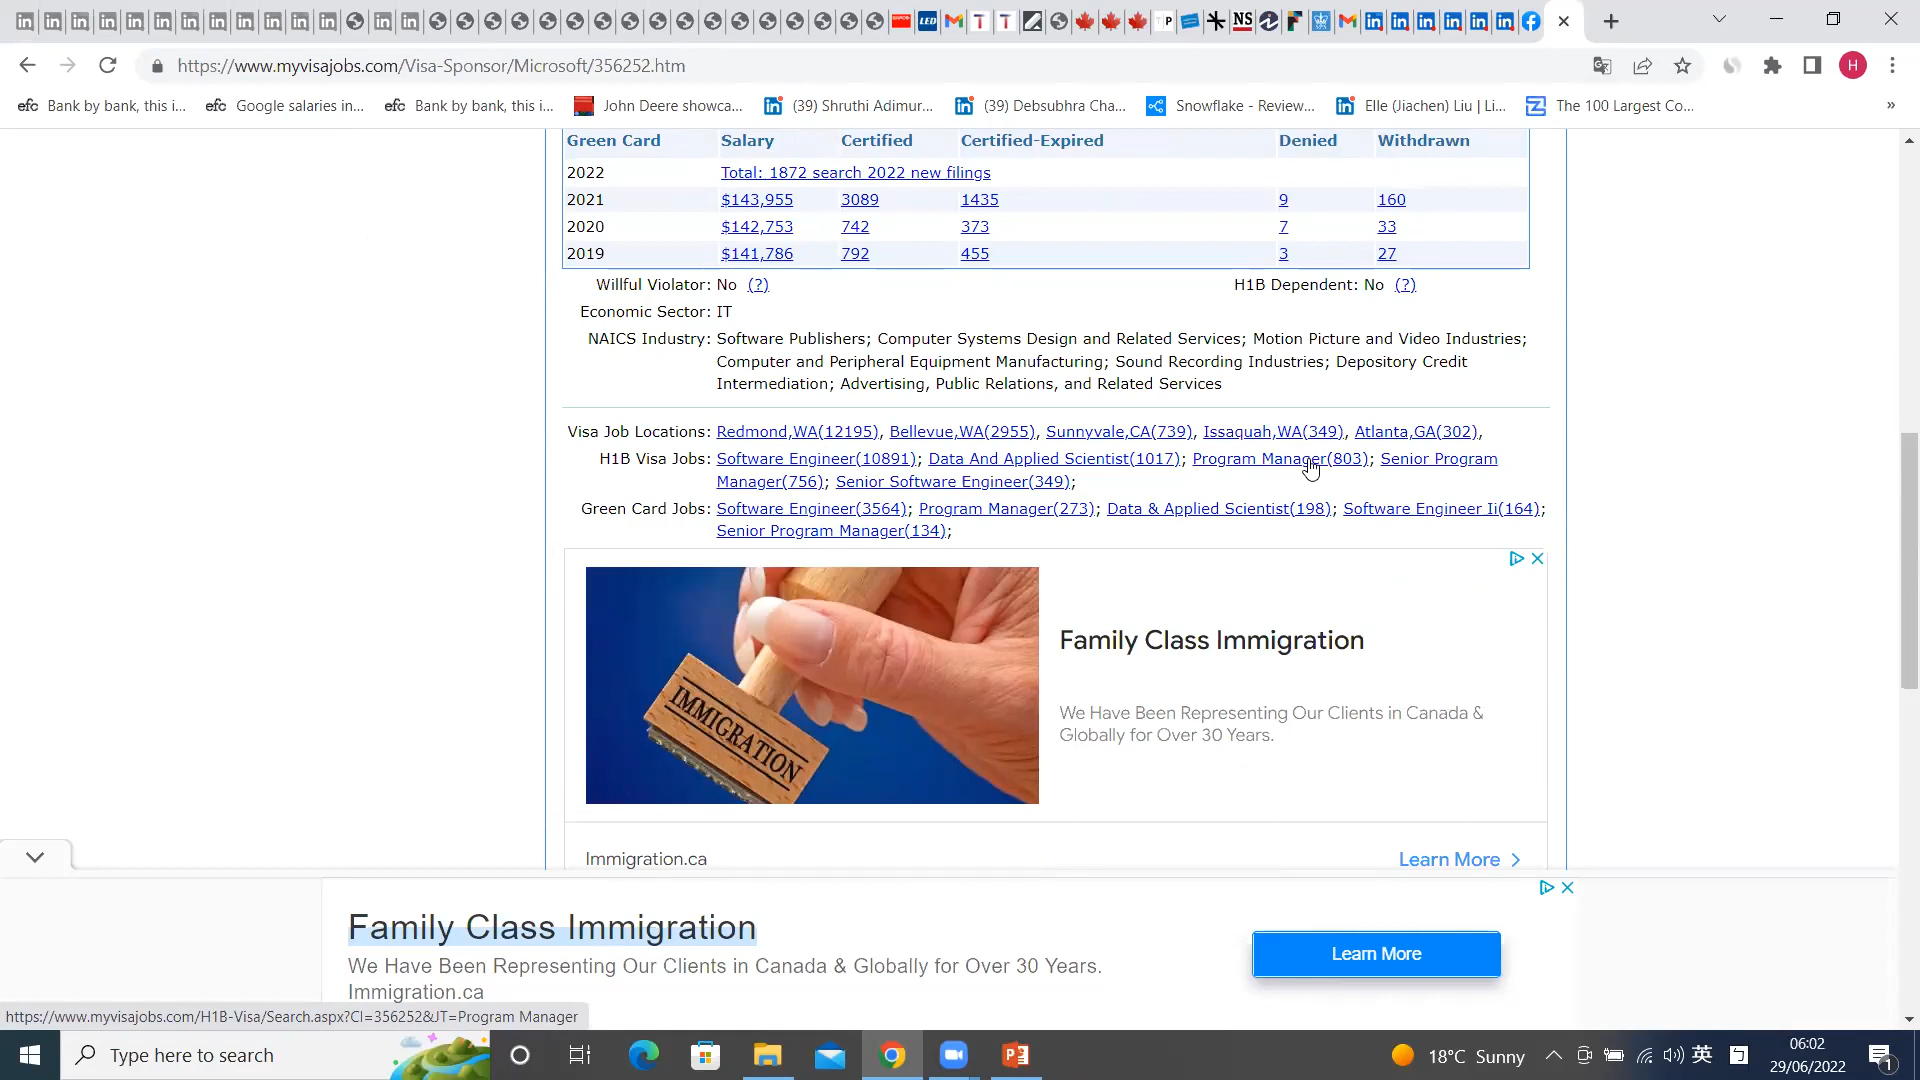 https://www.myvisajobs.com/Visa-Sponsor/Microsoft/356252.htm
H
efc Bank by bank, this i...
efc Google salaries in...
efc Bank by bank, this i...
John Deere showca...
(39) Shruthi Adimur...
(39) Debsubhra Cha...
Snowflake - Review...
Elle (Jiachen) Liu | Li...
The 100 Largest Co...
»
Green Card Salary Certified Certified-Expired Denied Withdrawn
2022 Total: 1872 search 2022 new filings
2021 $143,955 3089 1435 9 160
2020 $142,753 742 373 7 33
2019 $141,786 792 455 3 27
Willful Violator: No (?) H1B Dependent: No (?)
Economic Sector: IT
NAICS Industry: Software Publishers; Computer Systems Design and Related Services; Motion Picture and Video Industries;
Computer and Peripheral Equipment Manufacturing; Sound Recording Industries; Depository Credit
Intermediation; Advertising, Public Relations, and Related Services
Visa Job Locations: Redmond,WA(12195), Bellevue,WA(2955), Sunnyvale,CA(739), Issaquah,WA(349), Atlanta,GA(302),
H1B Visa Jobs: Software Engineer(10891); Data And Applied Scientist(1017); Program Manager(803); Senior Program
Manager(756); Senior Software Engineer(349);
Green Card Jobs: Software Engineer(3564); Program Manager(273); Data & Applied Scientist(198); Software Engineer Ii(164);
Senior Program Manager(134);
IMMIGRATION
Family Class Immigration
We Have Been Representing Our Clients in Canada &
Globally for Over 30 Years.
Immigration.ca
Learn More
Family Class Immigration
We Have Been Representing Our Clients in Canada & Globally for Over 30 Years.
Immigration.ca
Learn More
https://www.myvisajobs.com/H1B-Visa/Search.aspx?CI=356252&JT=Program Manager
Type here to search
18°C Sunny
英
06:02
29/06/2022
1